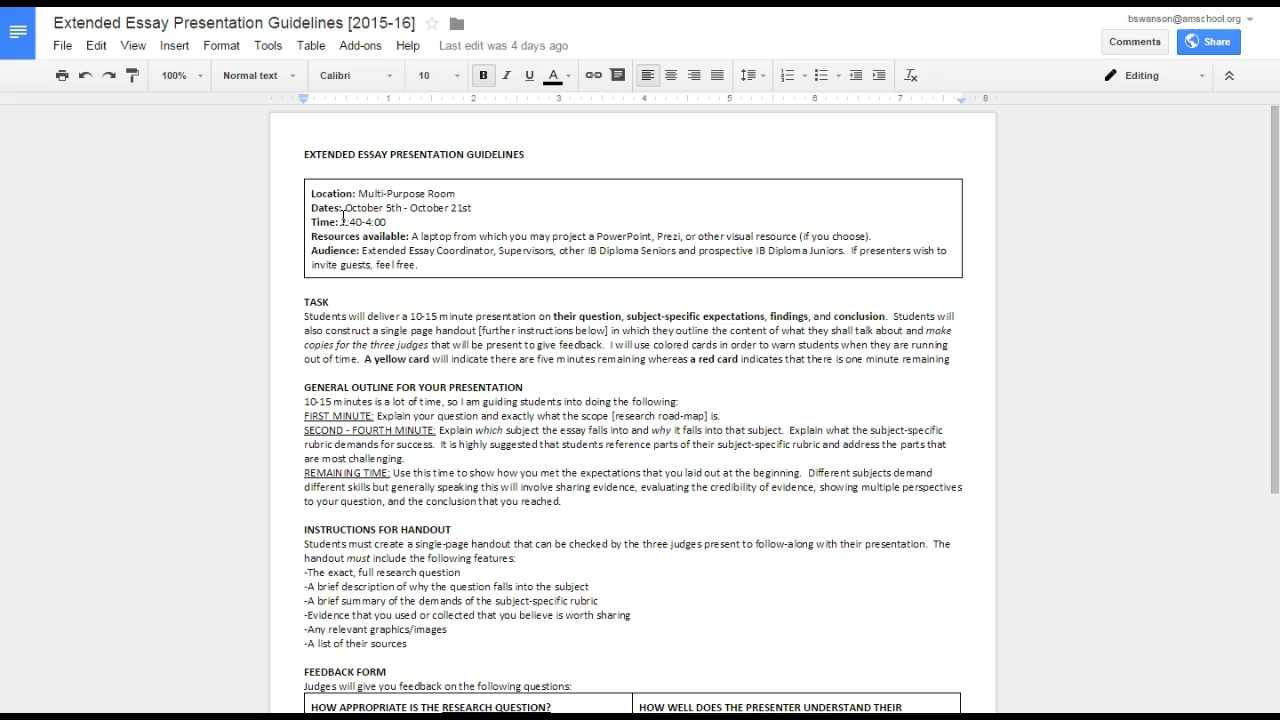 Extended Essay Presentation Guidelines [2015-16]
bswanson@amschool.org
File Edit View Insert Format Tools Table Add-ons Help Last edit was 4 days ago
Comments Share
100% Normal text Calibri 10 B I U A Editing
1 2 3 4 5 6 7 8
EXTENDED ESSAY PRESENTATION GUIDELINES
Location: Multi-Purpose Room
Dates: October 5th - October 21st
Time: :40-4:00
Resources available: A laptop from which you may project a PowerPoint, Prezi, or other visual resource (if you choose).
Audience: Extended Essay Coordinator, Supervisors, other IB Diploma Seniors and prospective IB Diploma Juniors. If presenters wish to
invite guests, feel free.
TASK
Students will deliver a 10-15 minute presentation on their question, subject-specific expectations, findings, and conclusion. Students will
also construct a single page handout [further instructions below] in which they outline the content of what they shall talk about and make
copies for the three judges that will be present to give feedback. I will use colored cards in order to warn students when they are running
out of time. A yellow card will indicate there are five minutes remaining whereas a red card indicates that there is one minute remaining
GENERAL OUTLINE FOR YOUR PRESENTATION
10-15 minutes is a lot of time, so I am guiding students into doing the following:
FIRST MINUTE: Explain your question and exactly what the scope [research road-map] is.
SECOND - FOURTH MINUTE: Explain which subject the essay falls into and why it falls into that subject. Explain what the subject-specific
rubric demands for success. It is highly suggested that students reference parts of their subject-specific rubric and address the parts that
are most challenging.
REMAINING TIME: Use this time to show how you met the expectations that you laid out at the beginning. Different subjects demand
different skills but generally speaking this will involve sharing evidence, evaluating the credibility of evidence, showing multiple perspectives
to your question, and the conclusion that you reached.
INSTRUCTIONS FOR HANDOUT
Students must create a single-page handout that can be checked by the three judges present to follow-along with their presentation. The
handout must include the following features:
-The exact, full research question
-A brief description of why the question falls into the subject
-A brief summary of the demands of the subject-specific rubric
-Evidence that you used or collected that you believe is worth sharing
-Any relevant graphics/images
-A list of their sources
FEEDBACK FORM
Judges will give you feedback on the following questions:
HOW APPROPRIATE IS THE RESEARCH QUESTION? HOW WELL DOES THE PRESENTER UNDERSTAND THEIR